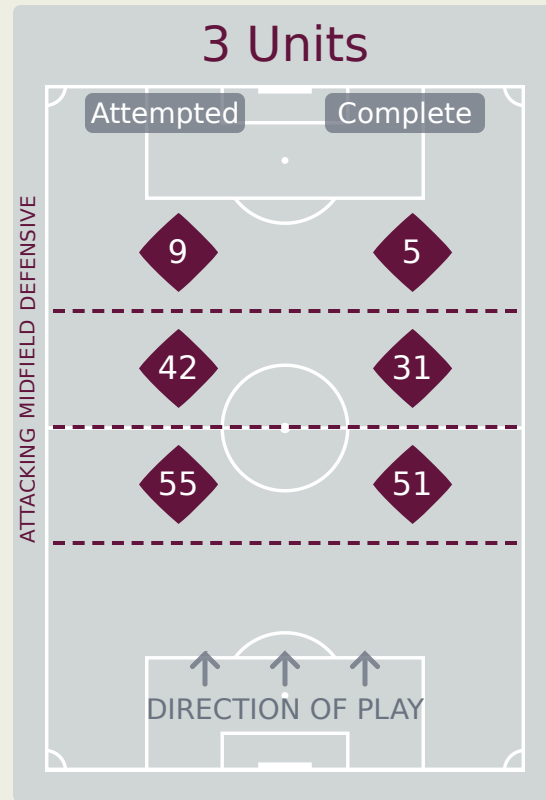 3 Units
Attempted Complete
ATTACKING MIDFIELD DEFENSIVE
9 5
42 31
55 51
DIRECTION OF PLAY